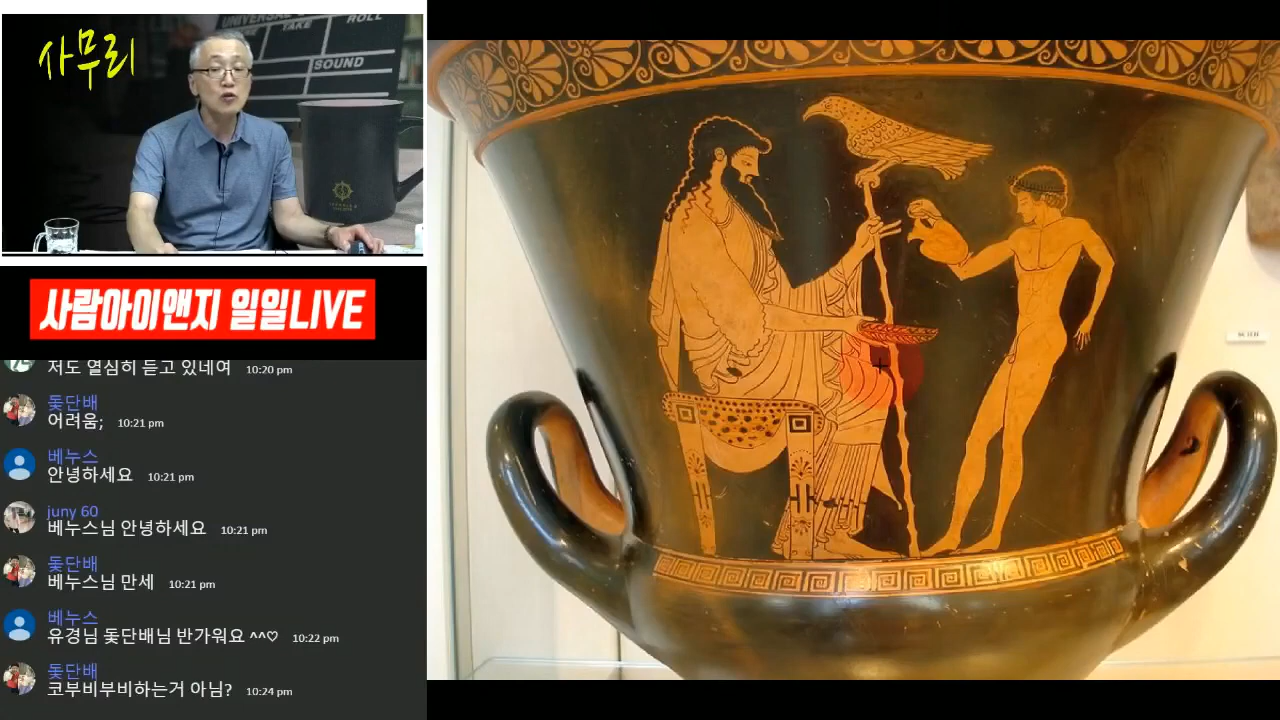 사무리
UNIVERSAL
TAKE
ROLL
SOUND
사람아이앤지 일일LIVE
저도 열심히 듣고 있네여 10:20 pm
돛단배
어려움; 10:21 pm
베누스
안녕하세요 10:21 pm
juny 60
베누스님 안녕하세요 10:21 pm
돛단배
베누스님 만세 10:21 pm
베누스
유경님 돛단배님 반가워요 ^^♡ 10:22 pm
돛단배
코부비부비하는거 아님? 10:24 pm